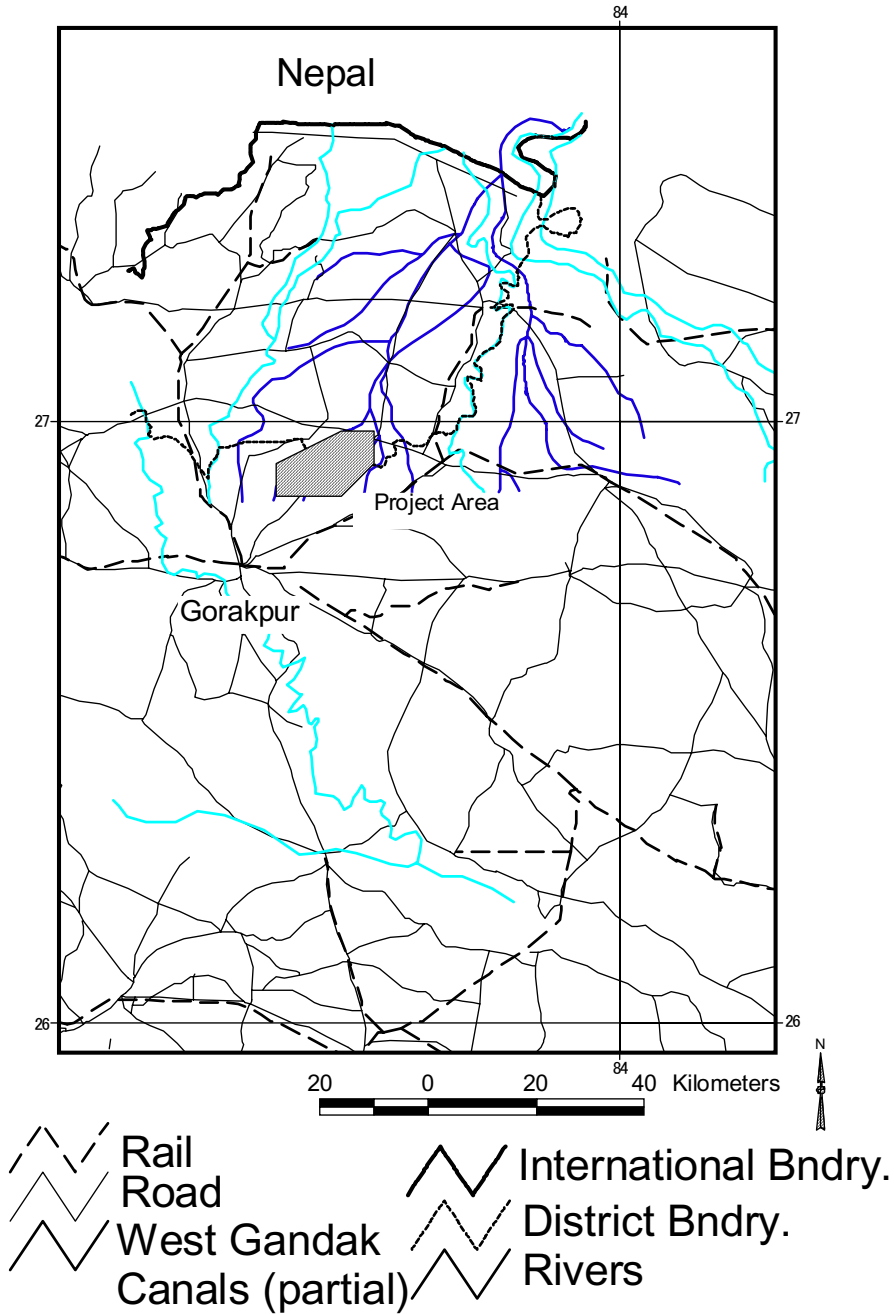 84
Nepal
27 27
Project Area
Gorakpur
26 26
84
N
20 0 20 40 Kilometers
Rail
Road
West Gandak
Canals (partial)
International Bndry.
District Bndry.
Rivers